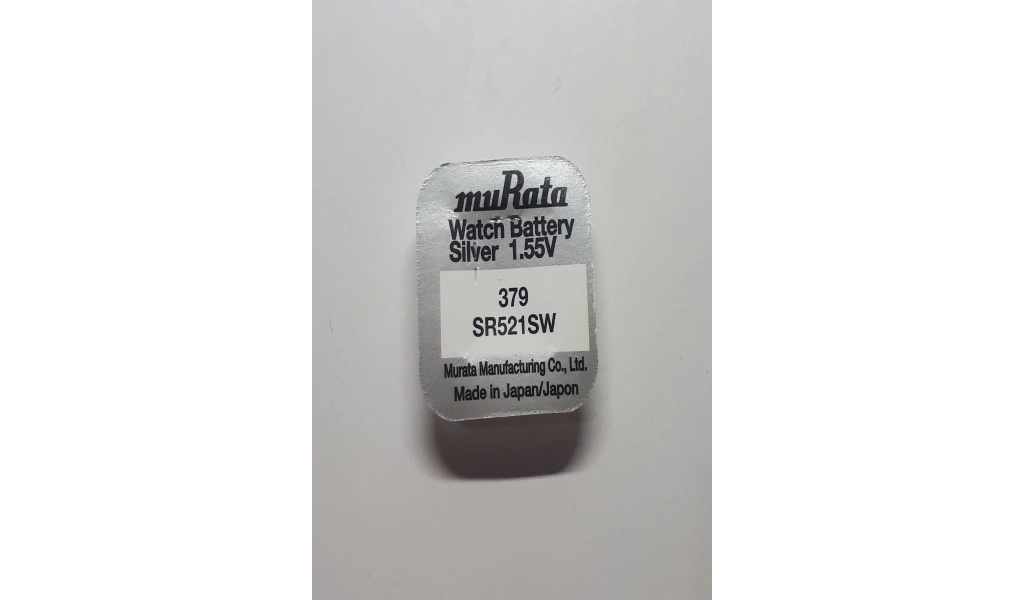 muRata
Watch Battery
Silver 1.55V
379
SR521SW
Murata Manufacturing Co., Ltd.
Made in Japan/Japon